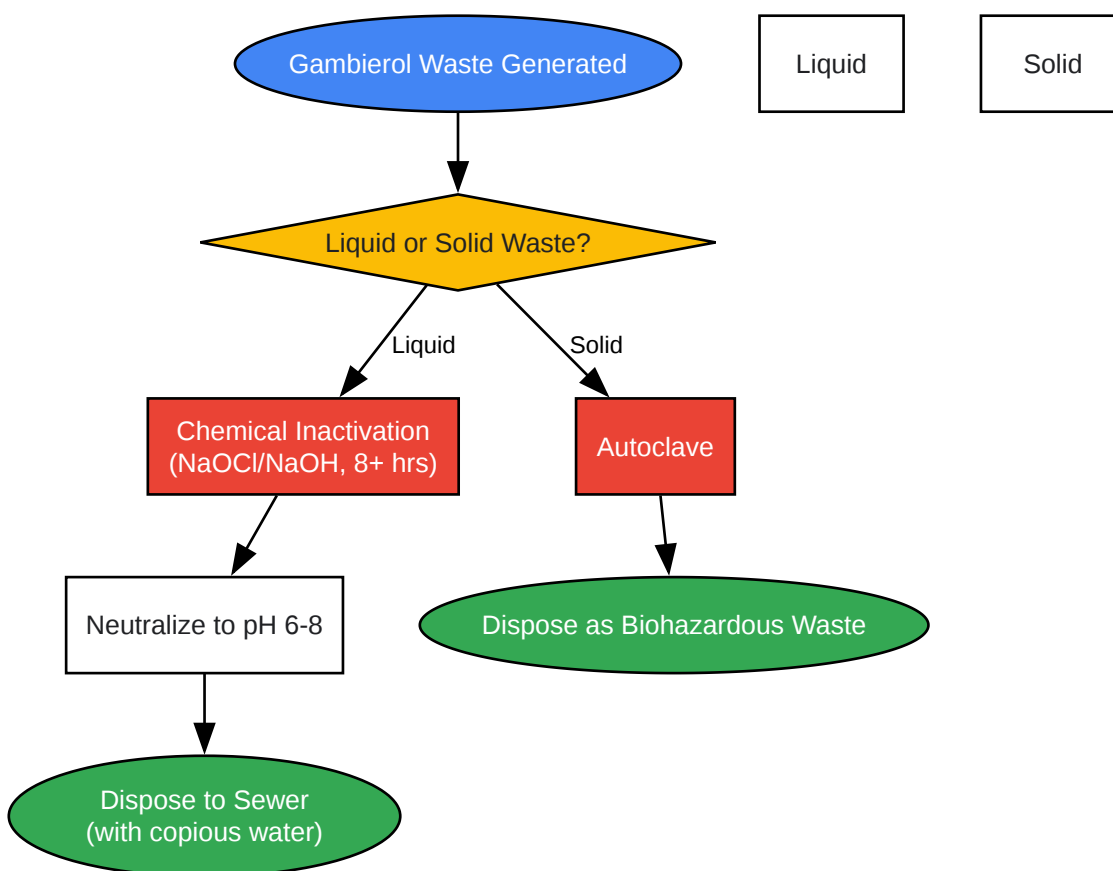 Gambierol Waste Generated
Liquid
Solid
Liquid or Solid Waste?
Liquid
Solid
Chemical Inactivation
(NaOCl/NaOH, 8+ hrs)
Autoclave
Neutralize to pH 6-8
Dispose as Biohazardous Waste
Dispose to Sewer
(with copious water)